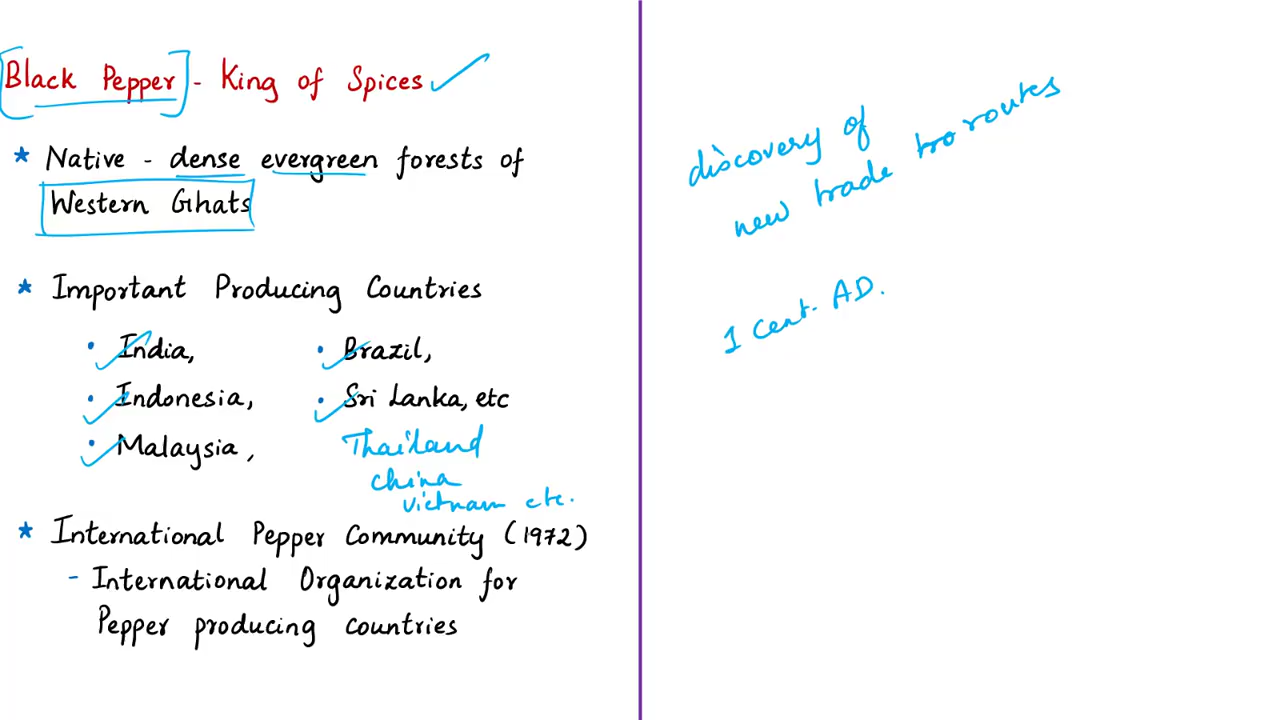 Black Pepper - King of Spices
* Native - dense evergreen forests of
Western Ghats
* Important Producing Countries
• India,
• Brazil,
• Indonesia,
• Sri Lanka, etc
• Malaysia,
Thailand
china
vietnam etc.
* International Pepper Community (1972)
- International Organization for
Pepper producing countries
discovery of
new trade routes
1 cent. AD.